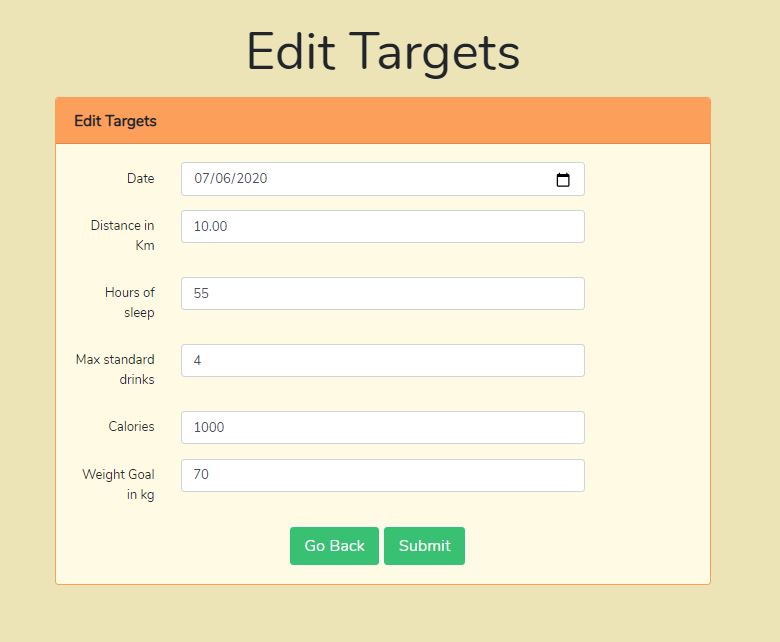 Edit Targets
Edit Targets
Date
07/06/2020
Distance in
Km
10.00
Hours of
sleep
55
Max standard
drinks
4
Calories
1000
Weight Goal
in kg
70
Go Back
Submit